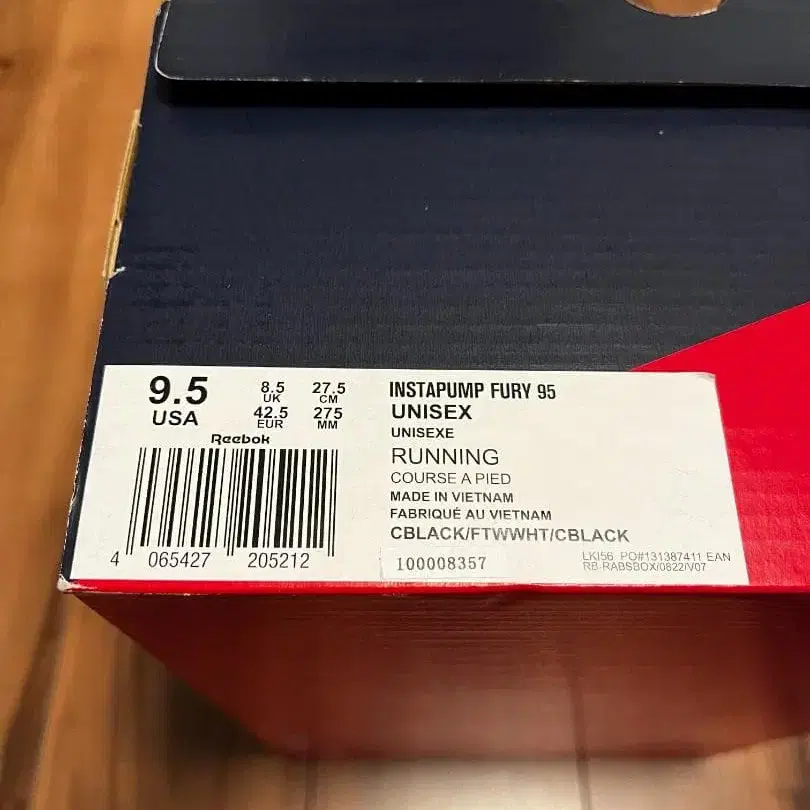 9.5
USA
8.5
UK
27.5
CM
42.5
EUR
275
MM
Reebok
4 065427 205212
INSTAPUMP FURY 95
UNISEX
UNISEXE
RUNNING
COURSE A PIED
MADE IN VIETNAM
FABRIQUÉ AU VIETNAM
CBLACK/FTWWHT/CBLACK
100008357
LKI56 PO#131387411 EAN
RB-RABSBOX/0822/V07